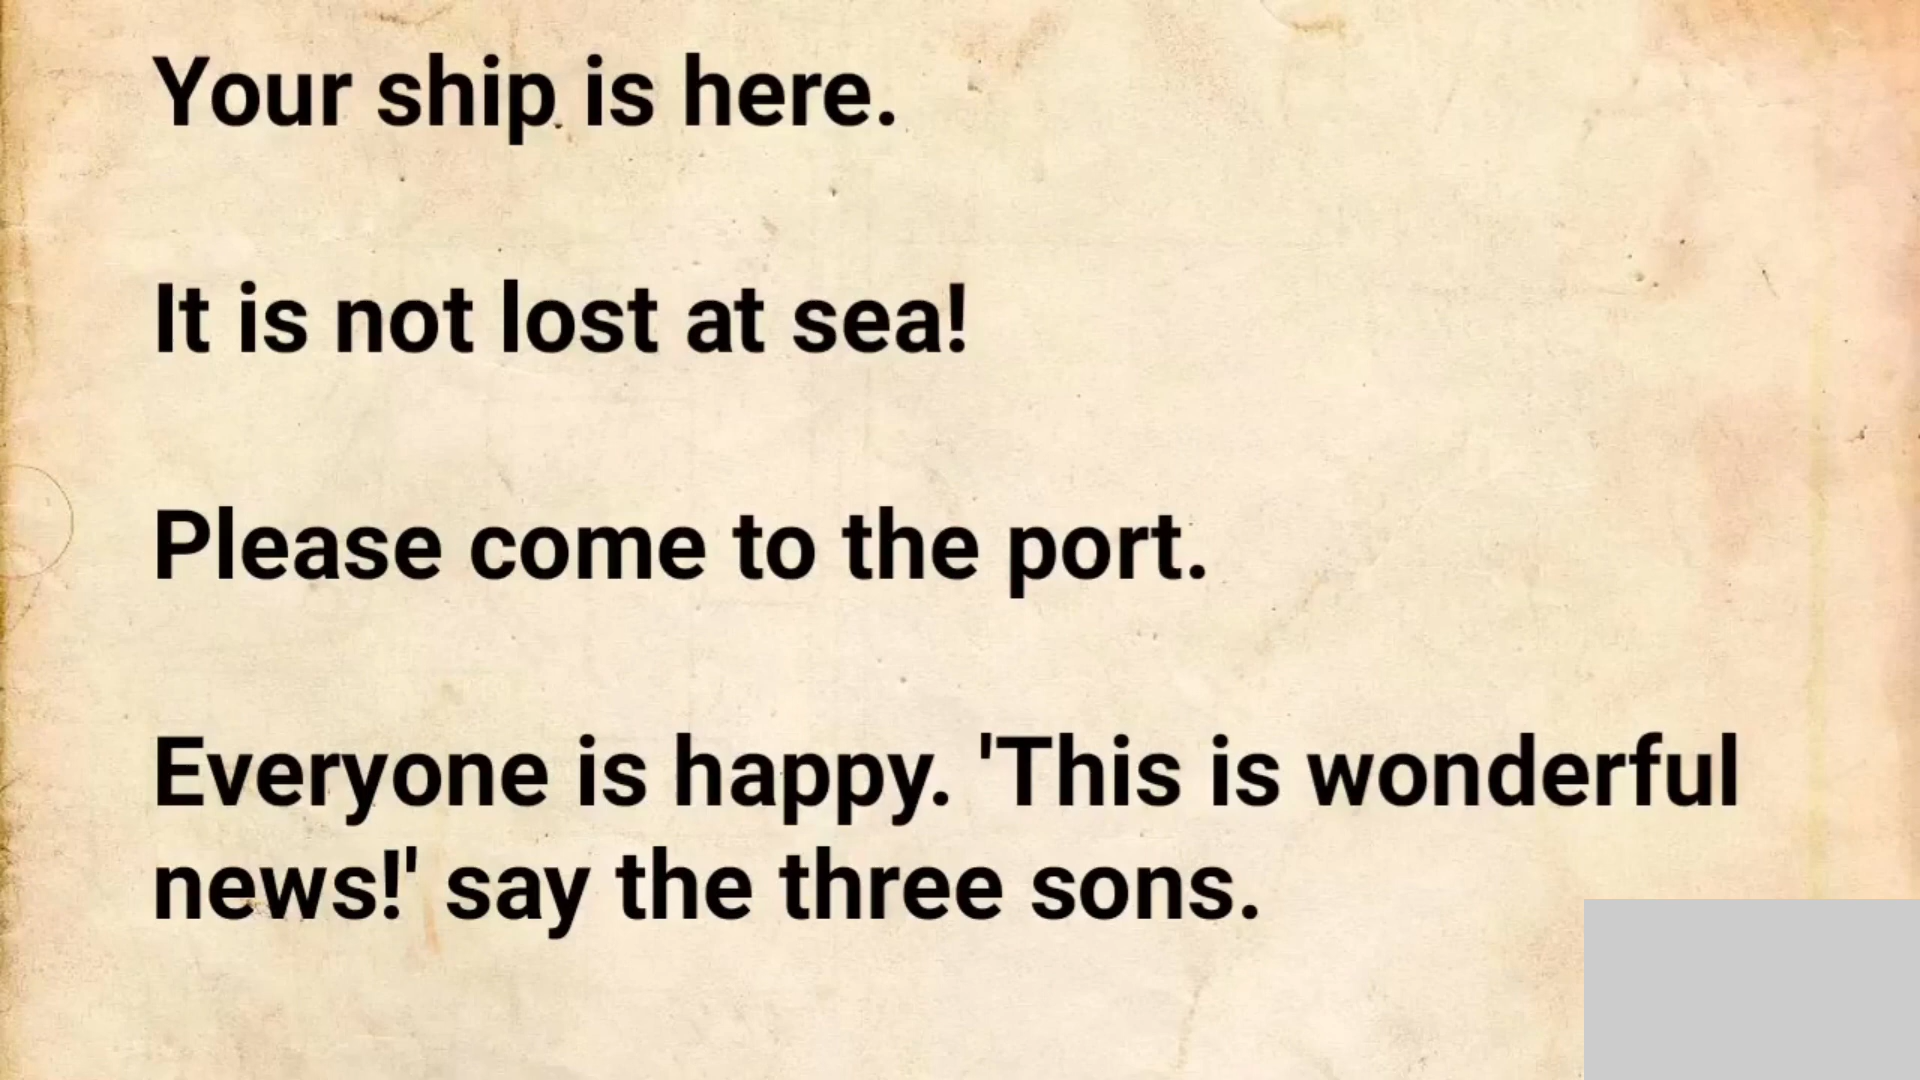 Your ship is here.
It is not lost at sea!
Please come to the port.
Everyone is happy. 'This is wonderful
news!' say the three sons.